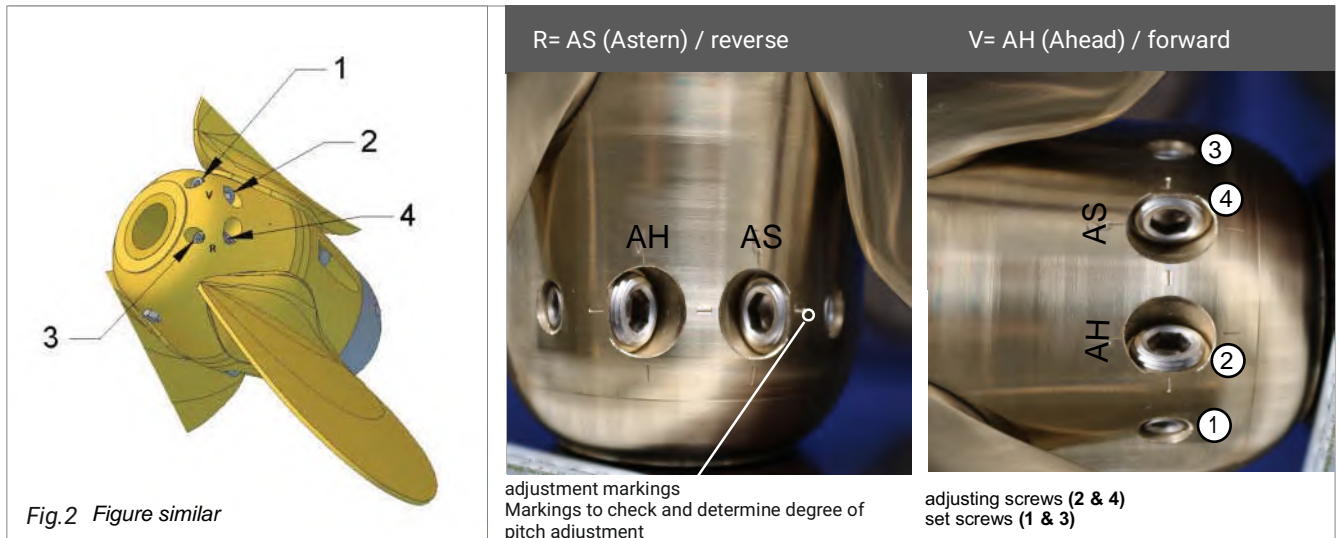 1
2
V
4
R
3
Fig.2 Figure similar
R= AS (Astern) / reverse
V= AH (Ahead) / forward
AH
AS
adjustment markings
Markings to check and determine degree of
pitch adjustment
3
4
AS
AH
2
1
adjusting screws (2 & 4)
set screws (1 & 3)